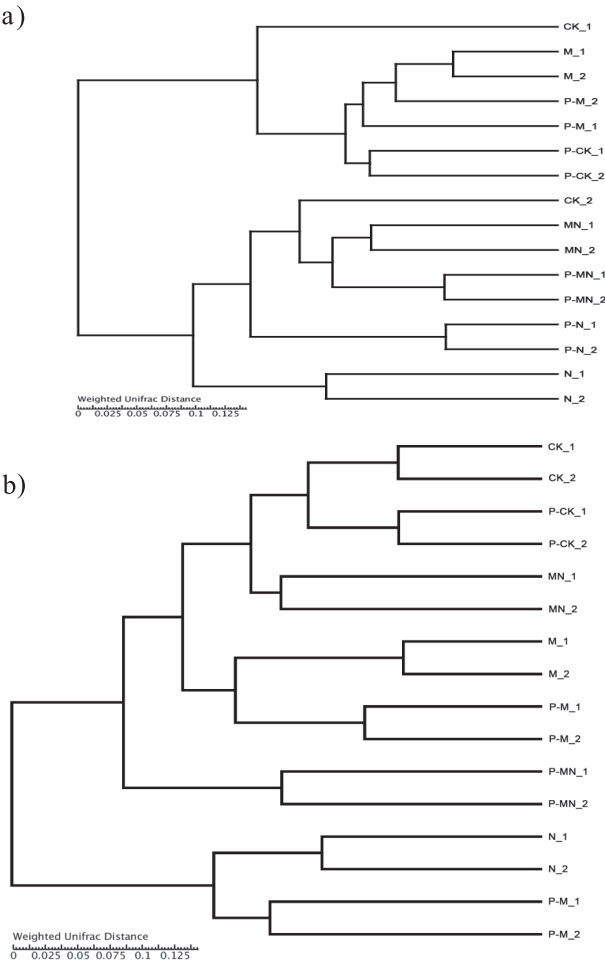 a)
CK_1
M_1
M_2
P-M_2
P-M_1
P-CK_1
P-CK_2
CK_2
MN_1
MN_2
P-MN_1
P-MN_2
P-N_1
P-N_2
N_1
N_2
Weighted Unifrac Distance
0 0.025 0.05 0.075 0.1 0.125
b)
CK_1
CK_2
P-CK_1
P-CK_2
MN_1
MN_2
M_1
M_2
P-M_1
P-M_2
P-MN_1
P-MN_2
N_1
N_2
P-M_1
P-M_2
Weighted Unifrac Distance
0 0.025 0.05 0.075 0.1 0.125